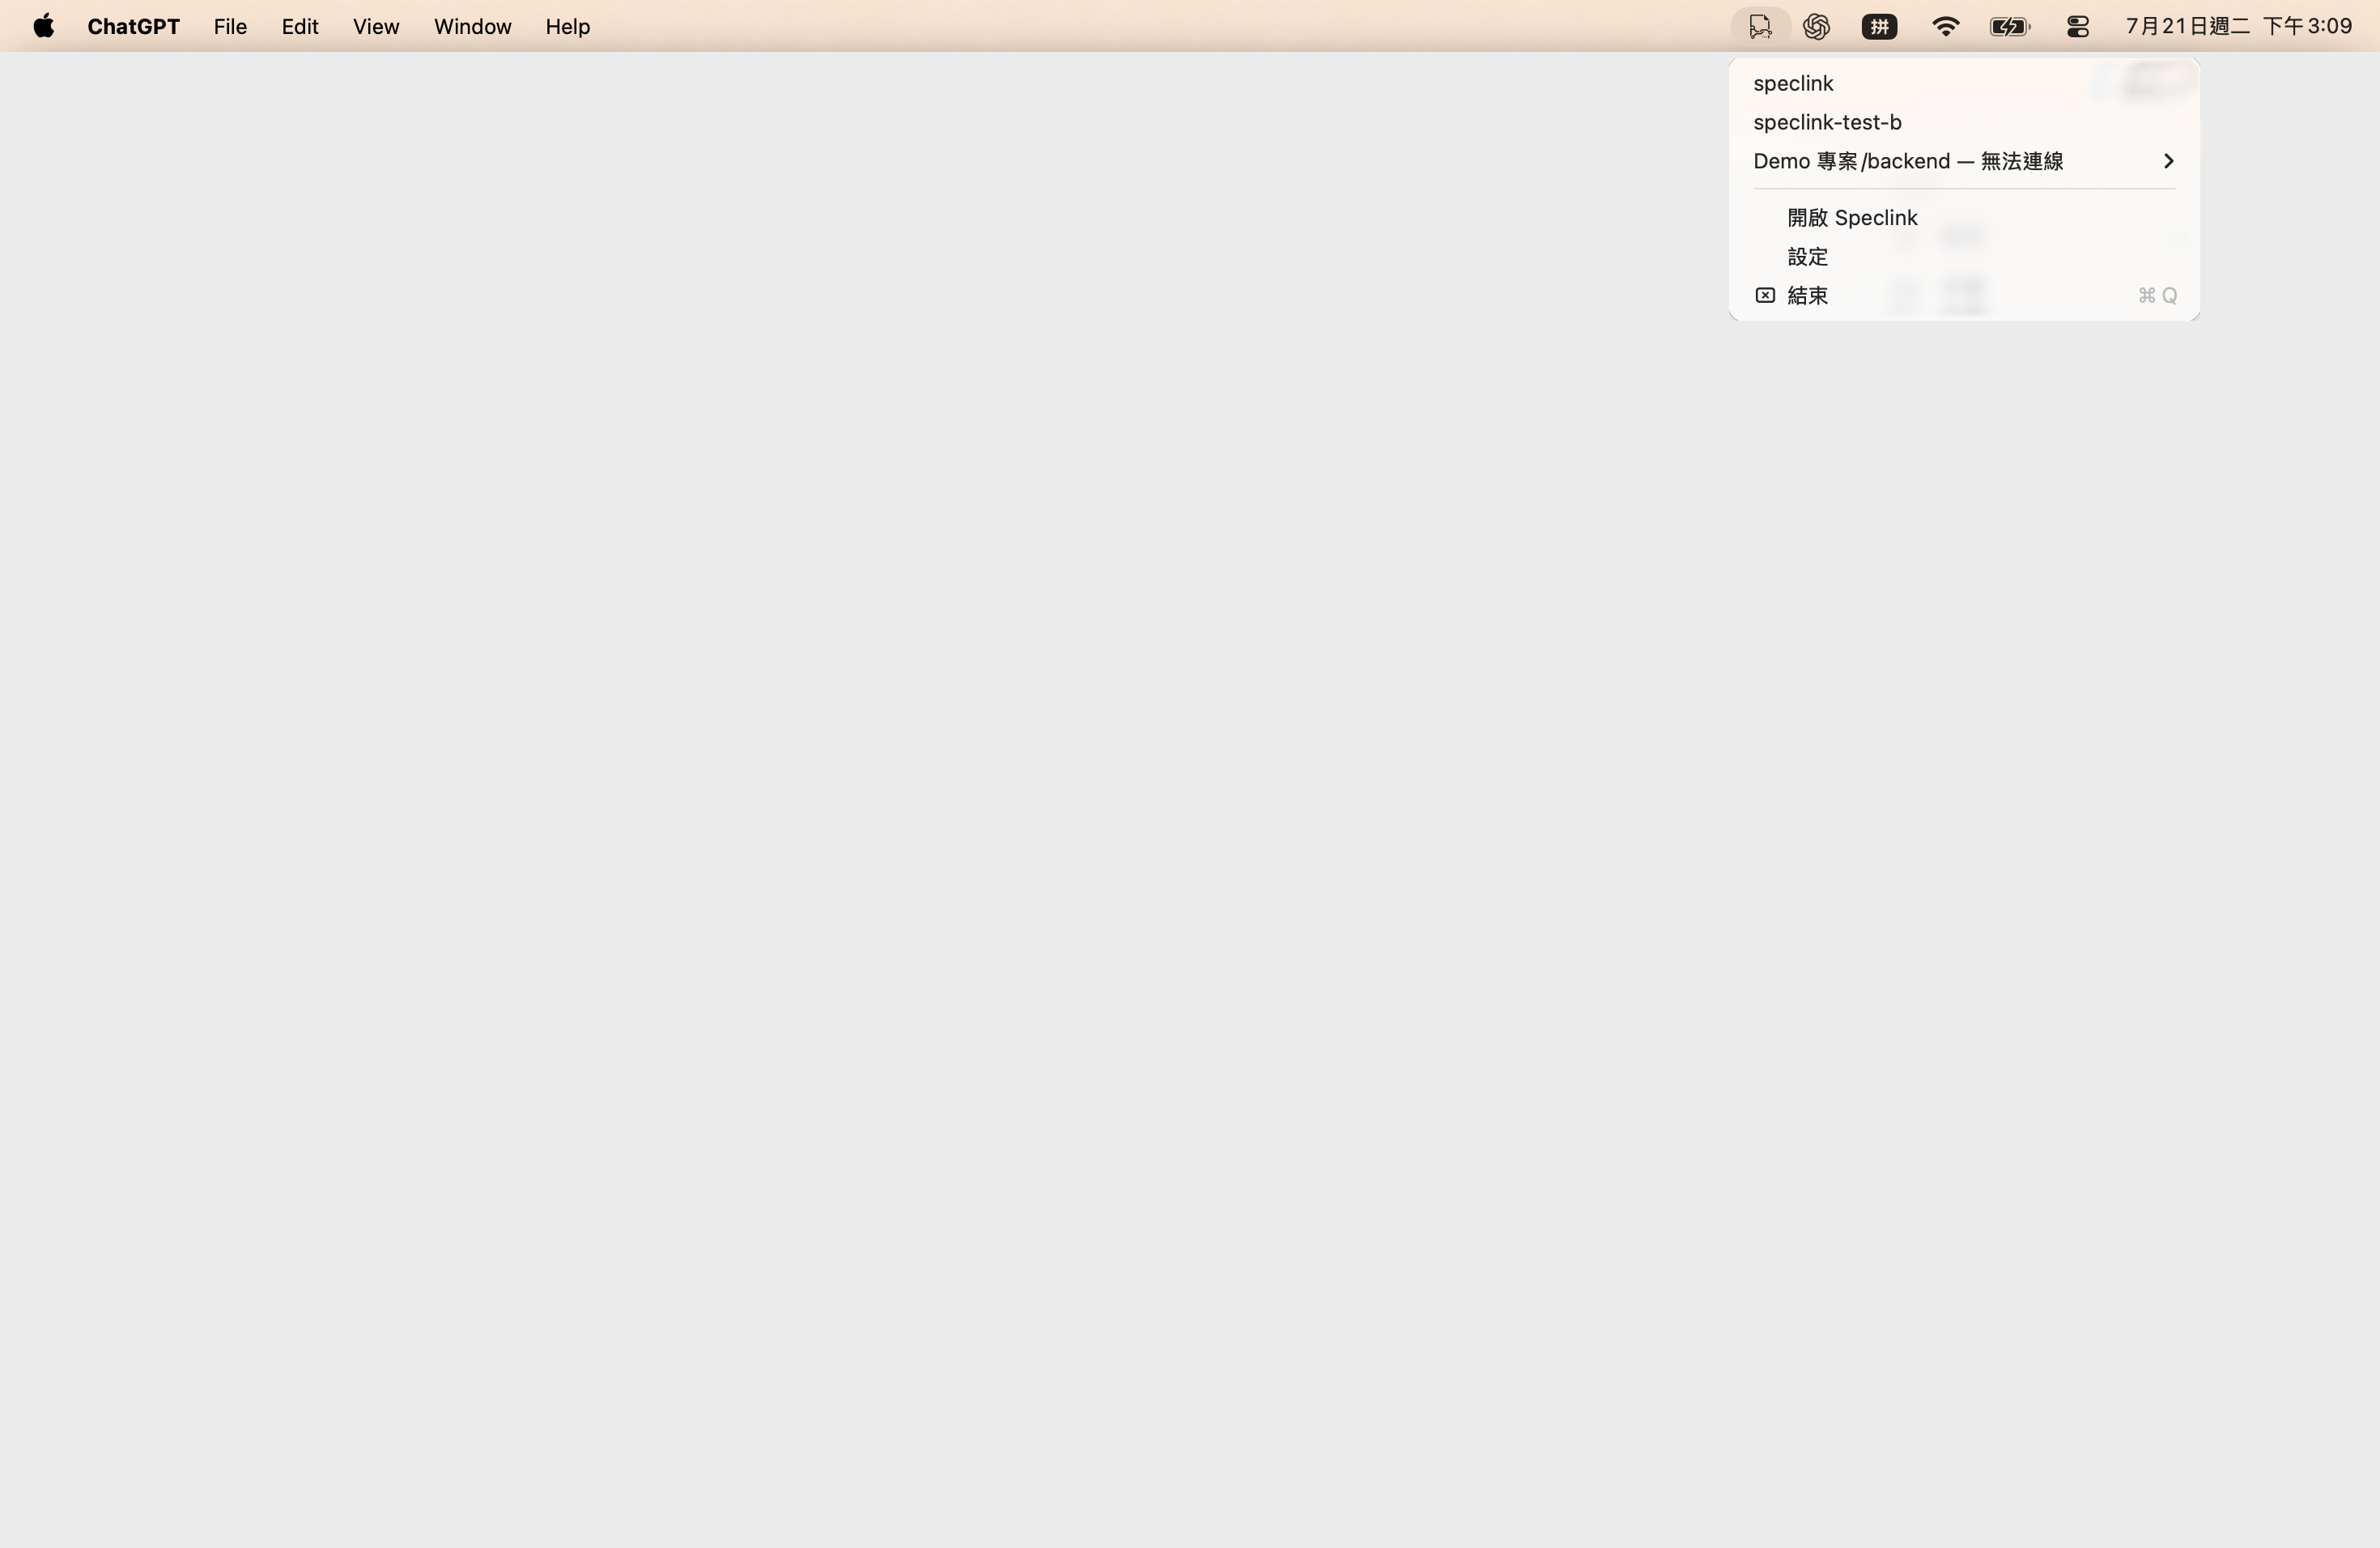 ChatGPT File Edit View Window Help 拼 7月21日週二 下午3:09
speclink
speclink-test-b
Demo 專案/backend — 無法連線
開啟 Speclink
設定
結束 ⌘Q